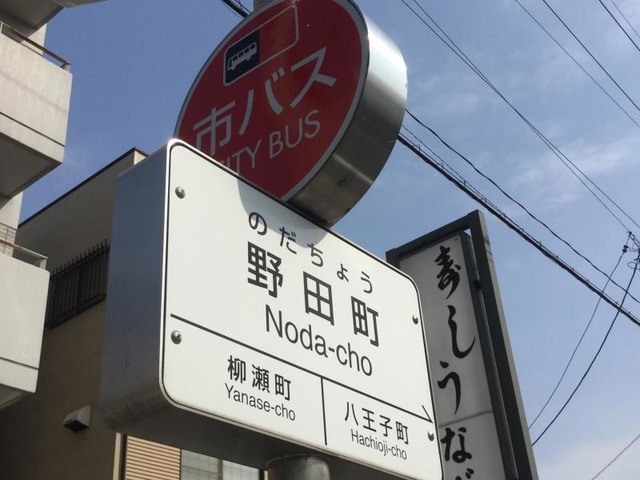 市バス
CITY BUS
のだちょう
野田町
Noda-cho
柳瀬町
Yanase-cho
八王子町
Hachioji-cho
寿しうな